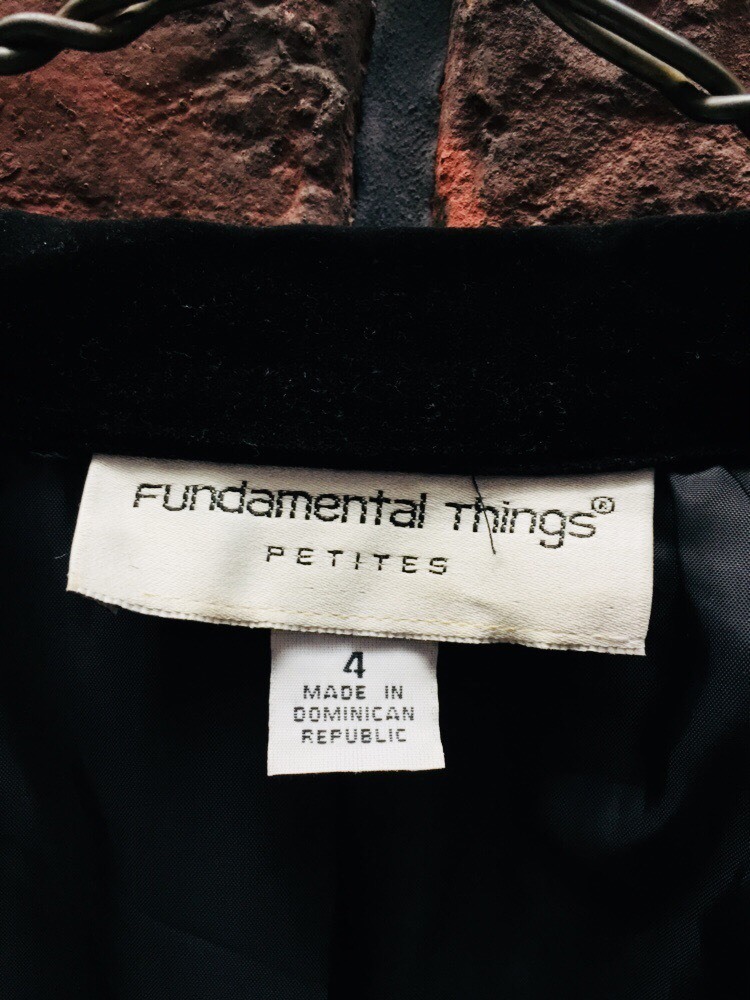 Fundamental Things®
PETITES
4
MADE IN
DOMINICAN
REPUBLIC